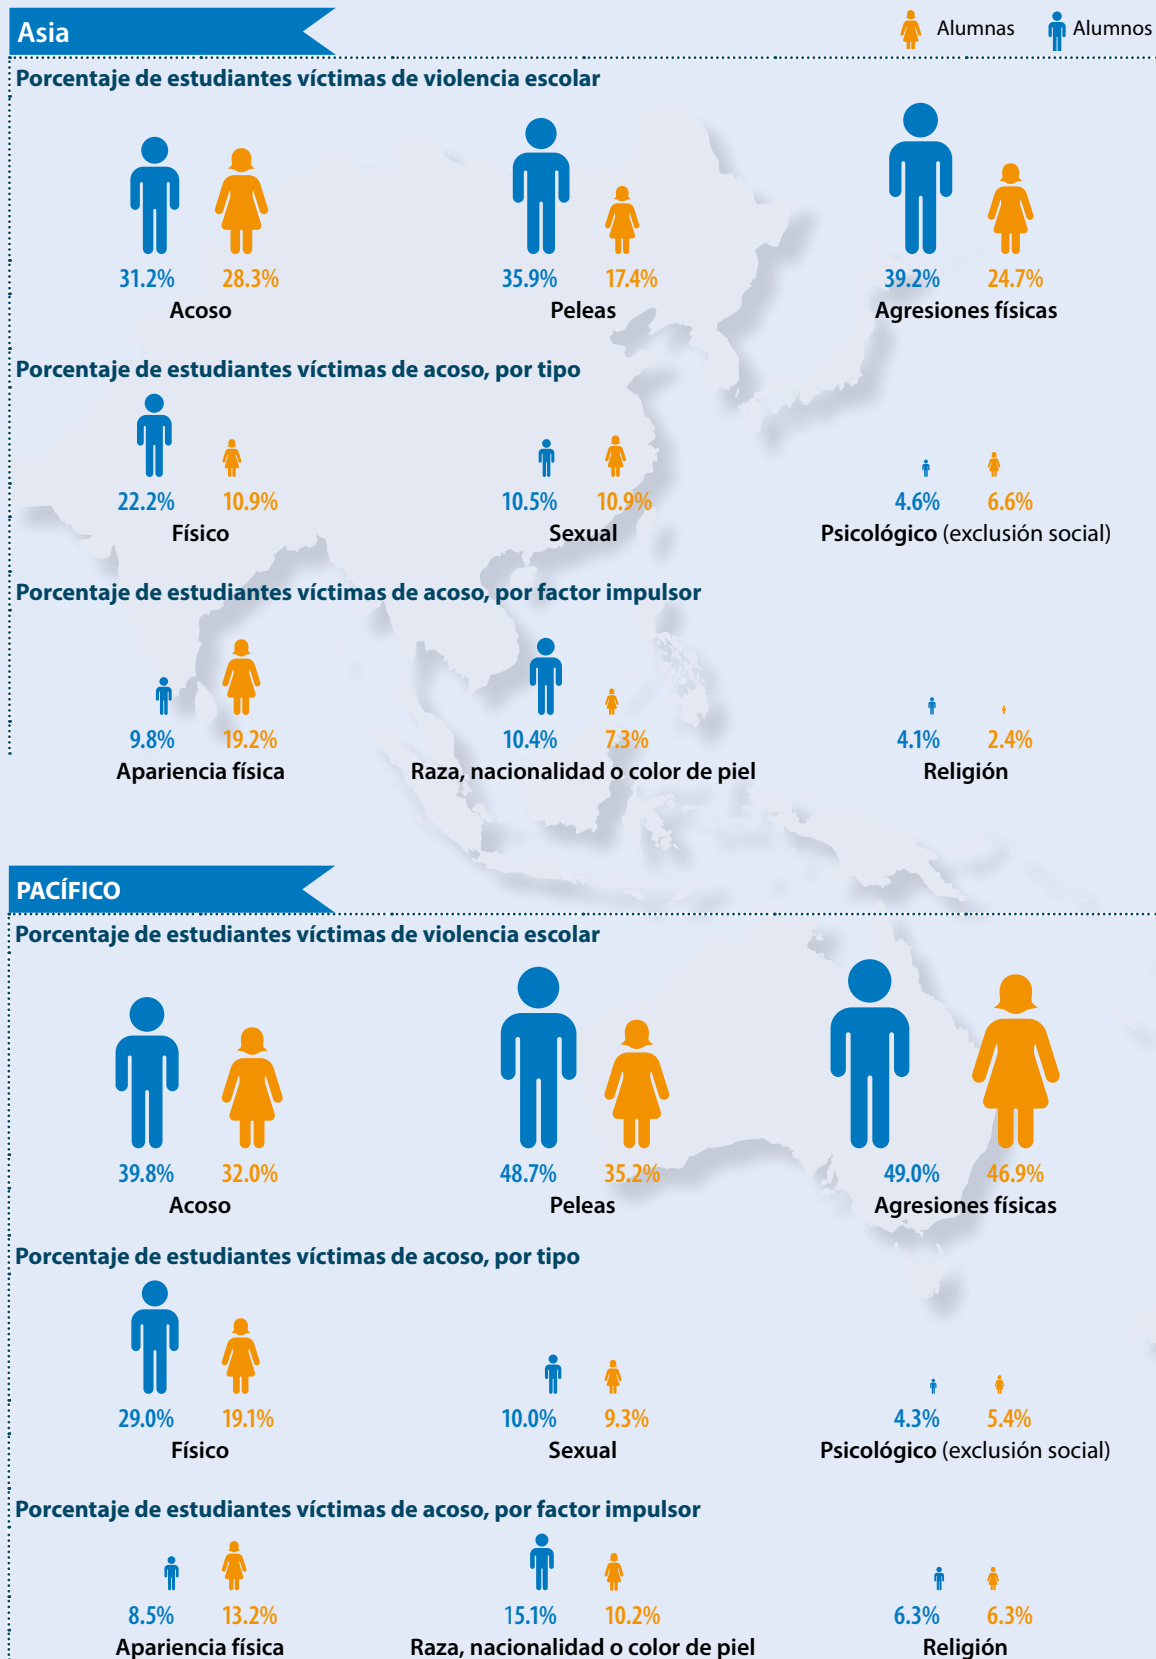 Asia
Alumnas Alumnos
Porcentaje de estudiantes víctimas de violencia escolar
31.2% 28.3% 35.9% 17.4% 39.2% 24.7%
Acoso Peleas Agresiones físicas
Porcentaje de estudiantes víctimas de acoso, por tipo
22.2% 10.9% 10.5% 10.9% 4.6% 6.6%
Físico Sexual Psicológico (exclusión social)
Porcentaje de estudiantes víctimas de acoso, por factor impulsor
9.8% 19.2% 10.4% 7.3% 4.1% 2.4%
Apariencia física Raza, nacionalidad o color de piel Religión
PACÍFICO
Porcentaje de estudiantes víctimas de violencia escolar
39.8% 32.0% 48.7% 35.2% 49.0% 46.9%
Acoso Peleas Agresiones físicas
Porcentaje de estudiantes víctimas de acoso, por tipo
29.0% 19.1% 10.0% 9.3% 4.3% 5.4%
Físico Sexual Psicológico (exclusión social)
Porcentaje de estudiantes víctimas de acoso, por factor impulsor
8.5% 13.2% 15.1% 10.2% 6.3% 6.3%
Apariencia física Raza, nacionalidad o color de piel Religión